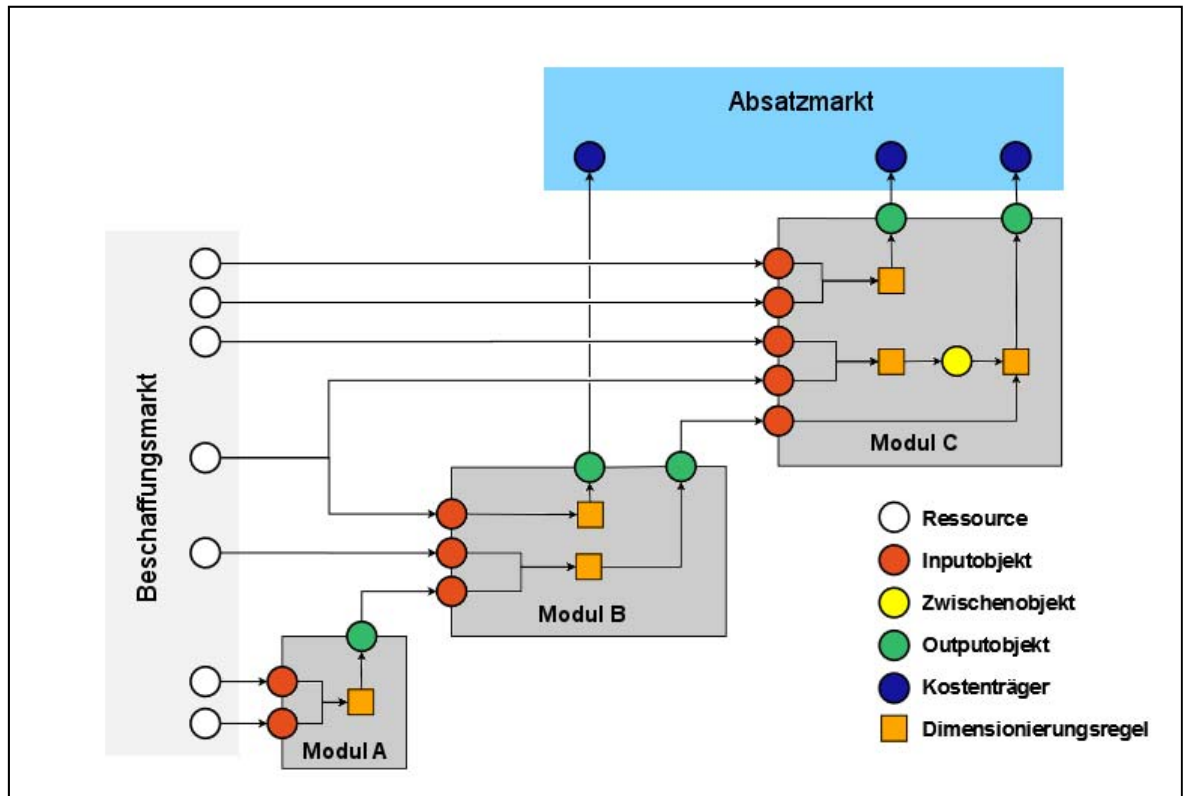 Absatzmarkt
Beschaffungsmarkt
Modul C
Modul B
Modul A
Ressource
Inputobjekt
Zwischenobjekt
Outputobjekt
Kostenträger
Dimensionierungsregel